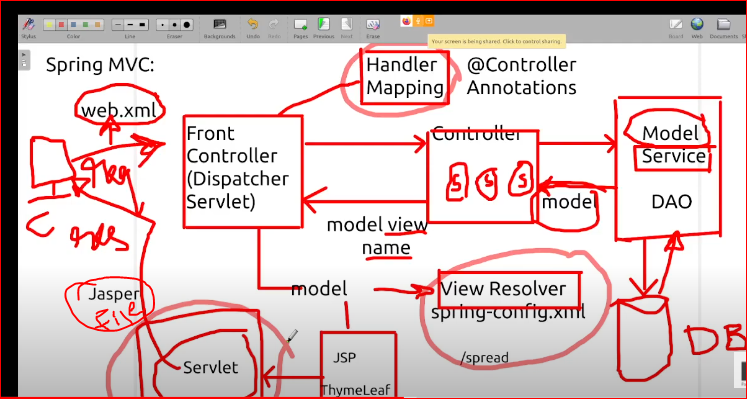 Your screen is being shared. Click to control sharing.
Stylus
Color
Line
Eraser
Backgrounds
Undo
Redo
Pages
Previous
Next
Erase
Board
Web
Documents
Spring MVC:
web.xml
Handler
Mapping
@Controller
Annotations
Front
Controller
(Dispatcher
Servlet)
Controller
S S S
Model
Service
DAO
model
model view
name
model
View Resolver
spring-config.xml
/spread
DB
Jasper
File
Servlet
JSP
ThymeLeaf